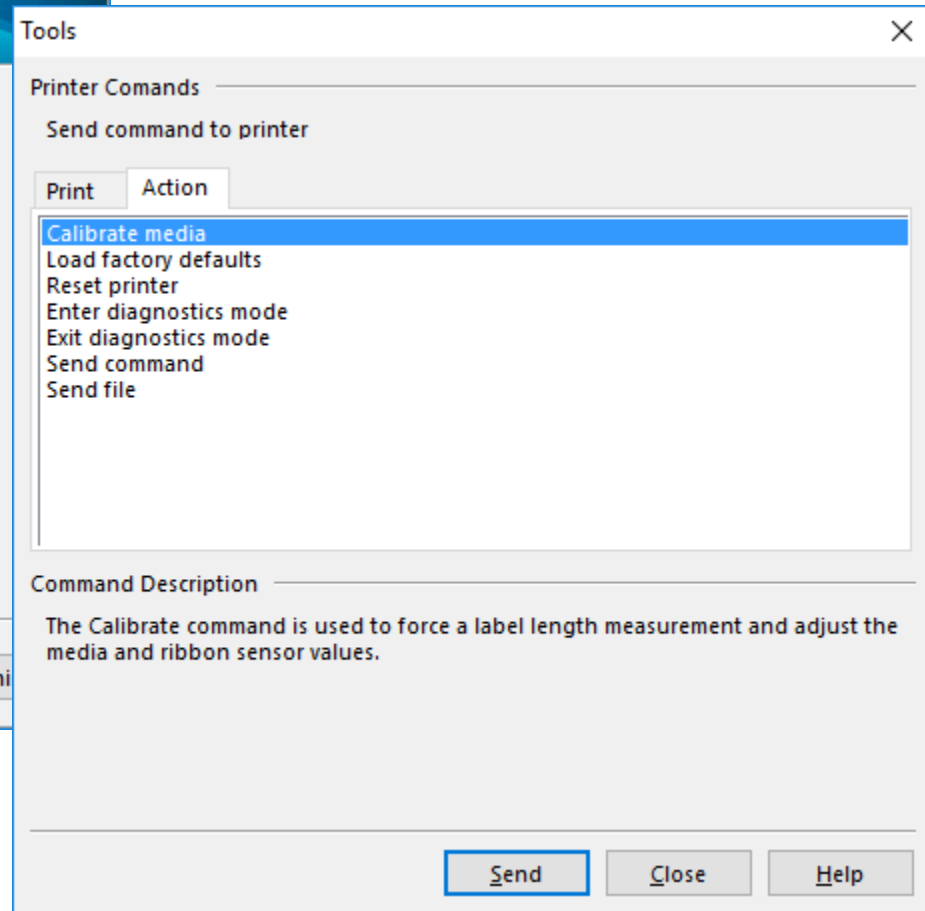 Tools
Printer Comands
Send command to printer
Print
Action
Calibrate media
Load factory defaults
Reset printer
Enter diagnostics mode
Exit diagnostics mode
Send command
Send file
Command Description
The Calibrate command is used to force a label length measurement and adjust the
media and ribbon sensor values.
Send
Close
Help